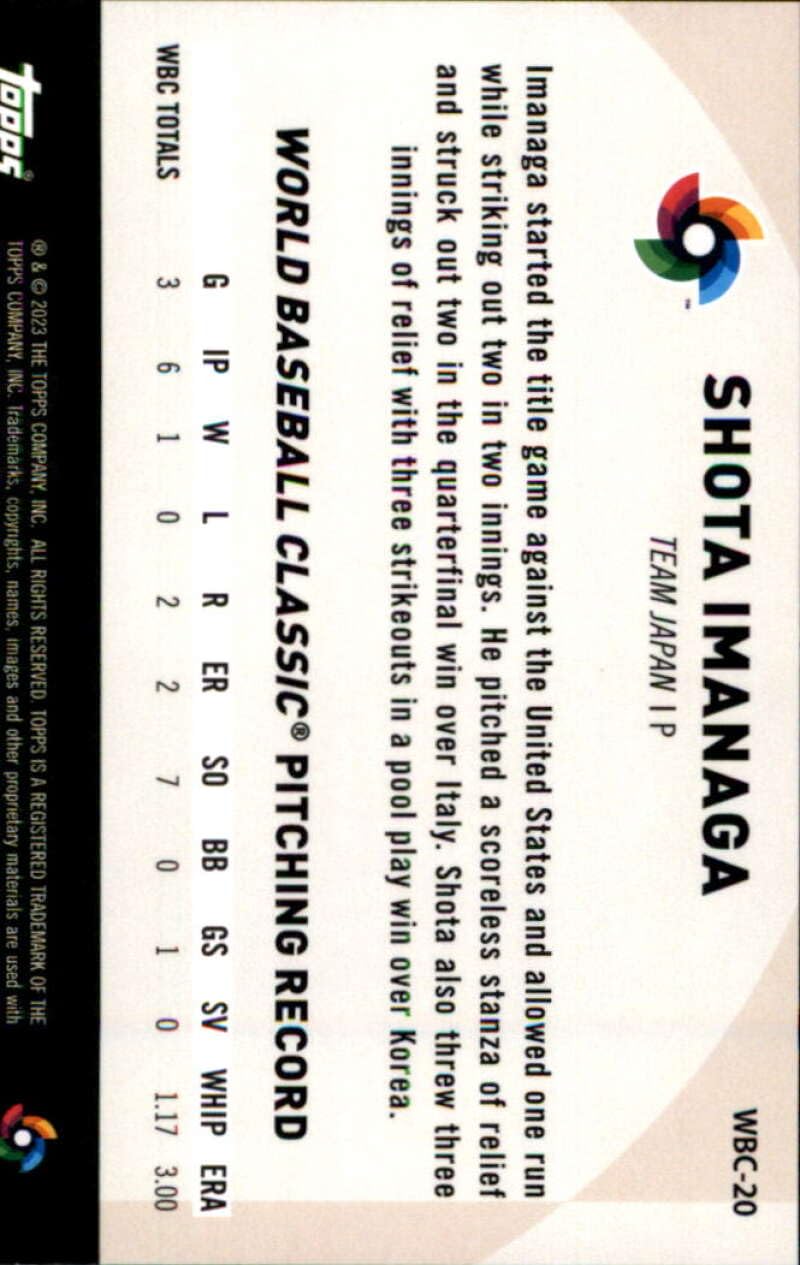 WBC-20
SHOTA IMANAGA
TEAM JAPAN | P
™
Imanaga started the title game against the United States and allowed one run
while striking out two in two innings. He pitched a scoreless stanza of relief
and struck out two in the quarterfinal win over Italy. Shota also threw three
innings of relief with three strikeouts in a pool play win over Korea.
WORLD BASEBALL CLASSIC® PITCHING RECORD
G IP W L R ER SO BB GS SV WHIP ERA
WBC TOTALS 3 6 1 0 2 2 7 0 1 0 1.17 3.00
topps®
® & © 2023 THE TOPPS COMPANY, INC. ALL RIGHTS RESERVED. TOPPS IS A REGISTERED TRADEMARK OF THE
TOPPS COMPANY, INC. Trademarks, copyrights, names, images and other proprietary materials are used with